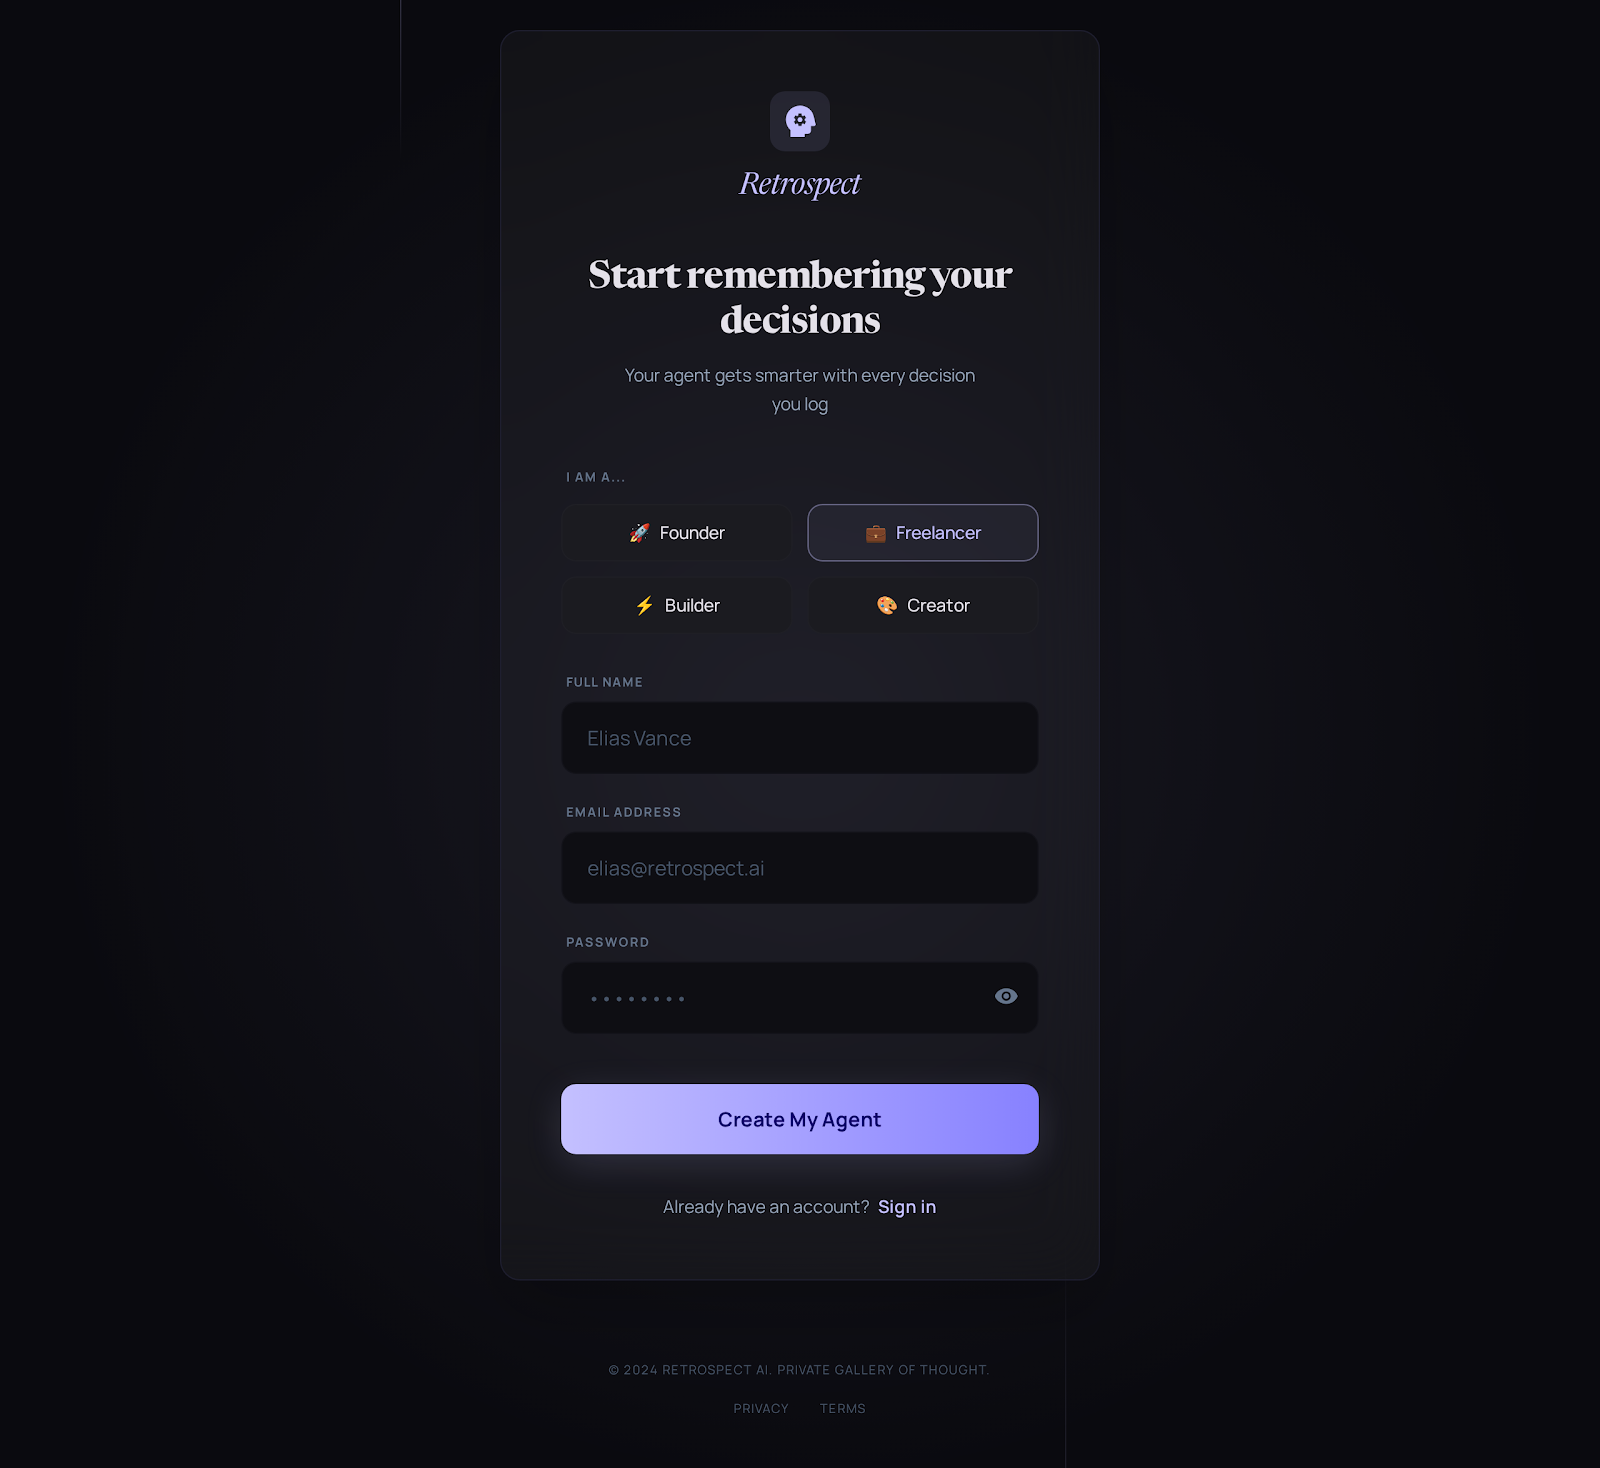 Retrospect
Start remembering your
decisions
Your agent gets smarter with every decision
you log
I AM A...
🚀 Founder
💼 Freelancer
⚡ Builder
🎨 Creator
FULL NAME
Elias Vance
EMAIL ADDRESS
elias@retrospect.ai
PASSWORD
••••••••
Create My Agent
Already have an account? Sign in
© 2024 RETROSPECT AI. PRIVATE GALLERY OF THOUGHT.
PRIVACY TERMS